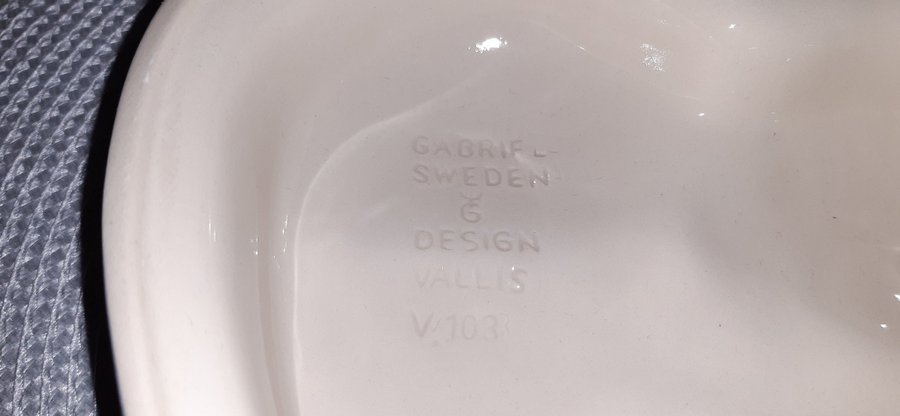 GABRIEL-
SWEDEN
G
DESIGN
VALLIS
V.103